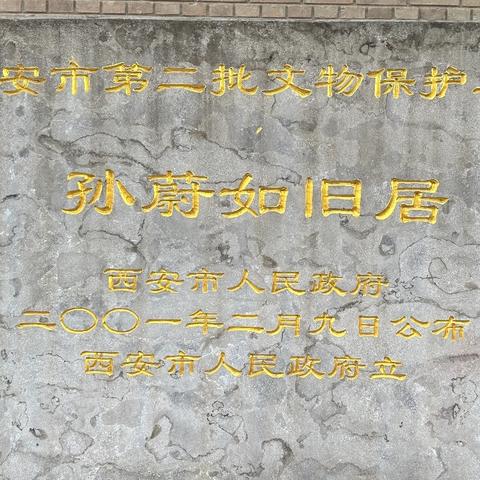 安市第二批文物保护
孙蔚如旧居
西安市人民政府
二〇〇一年二月九日公布
西安市人民政府立